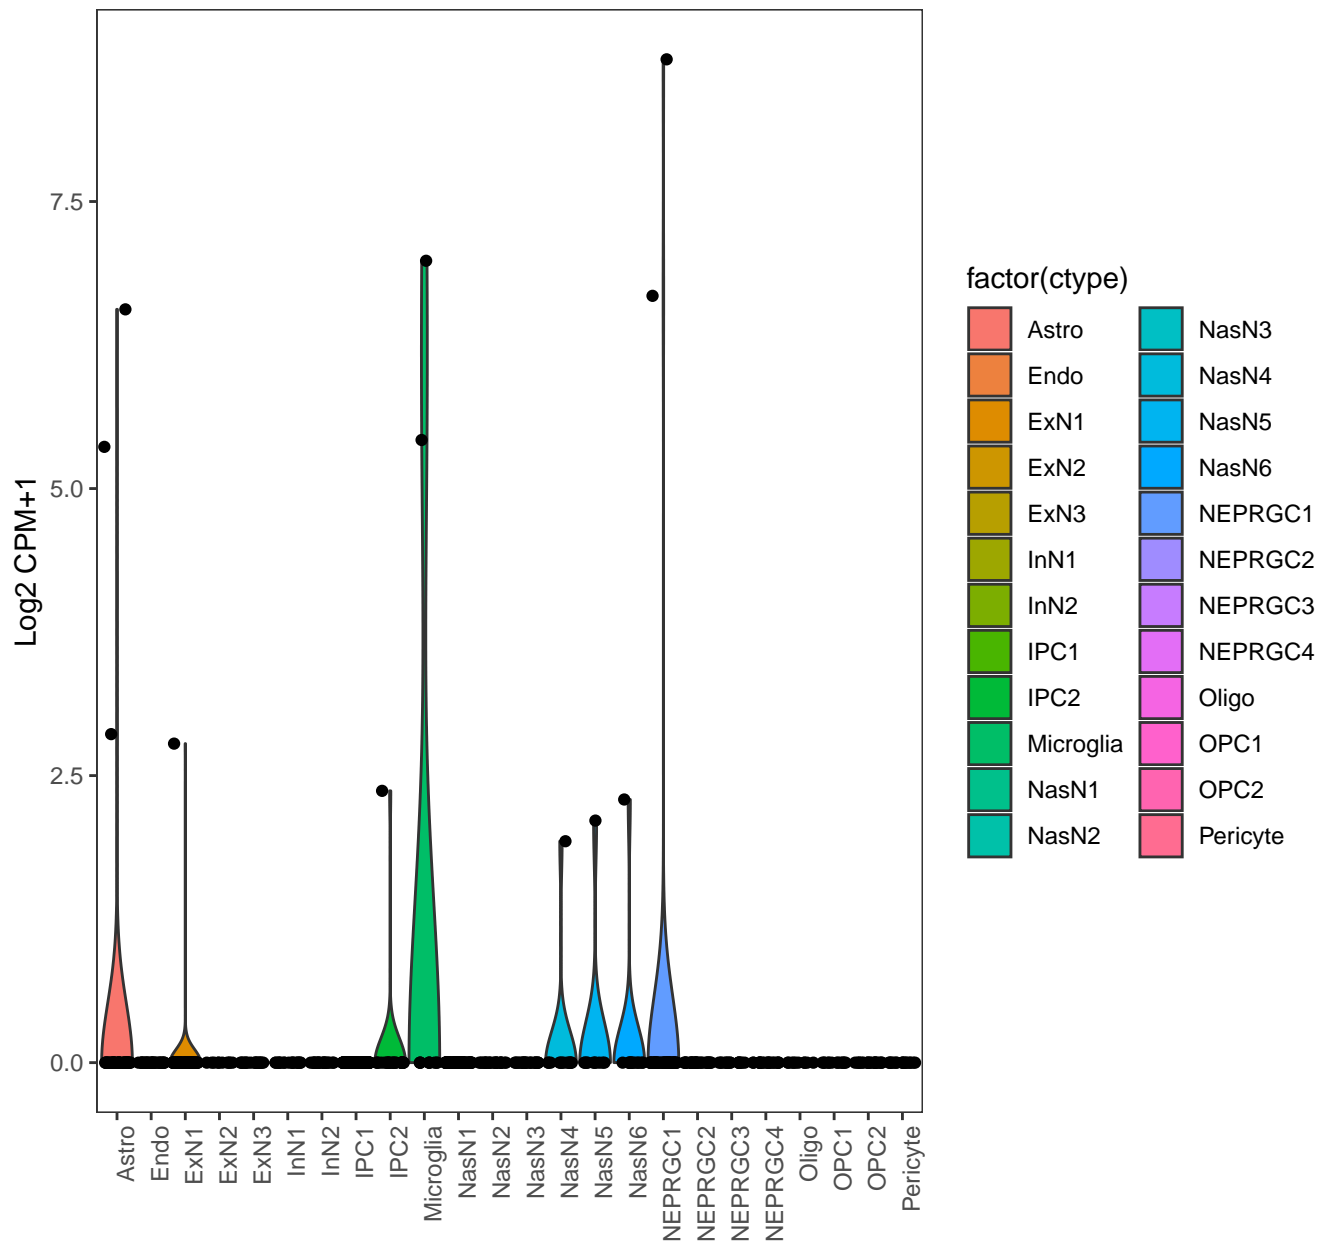 7.5
5.0
2.5
0.0
Log2 CPM+1
Astro
Endo
ExN1
ExN2
ExN3
InN1
InN2
IPC1
IPC2
Microglia
NasN1
NasN2
NasN3
NasN4
NasN5
NasN6
NEPRGC1
NEPRGC2
NEPRGC3
NEPRGC4
Oligo
OPC1
OPC2
Pericyte
factor(ctype)
Astro
Endo
ExN1
ExN2
ExN3
InN1
InN2
IPC1
IPC2
Microglia
NasN1
NasN2
NasN3
NasN4
NasN5
NasN6
NEPRGC1
NEPRGC2
NEPRGC3
NEPRGC4
Oligo
OPC1
OPC2
Pericyte